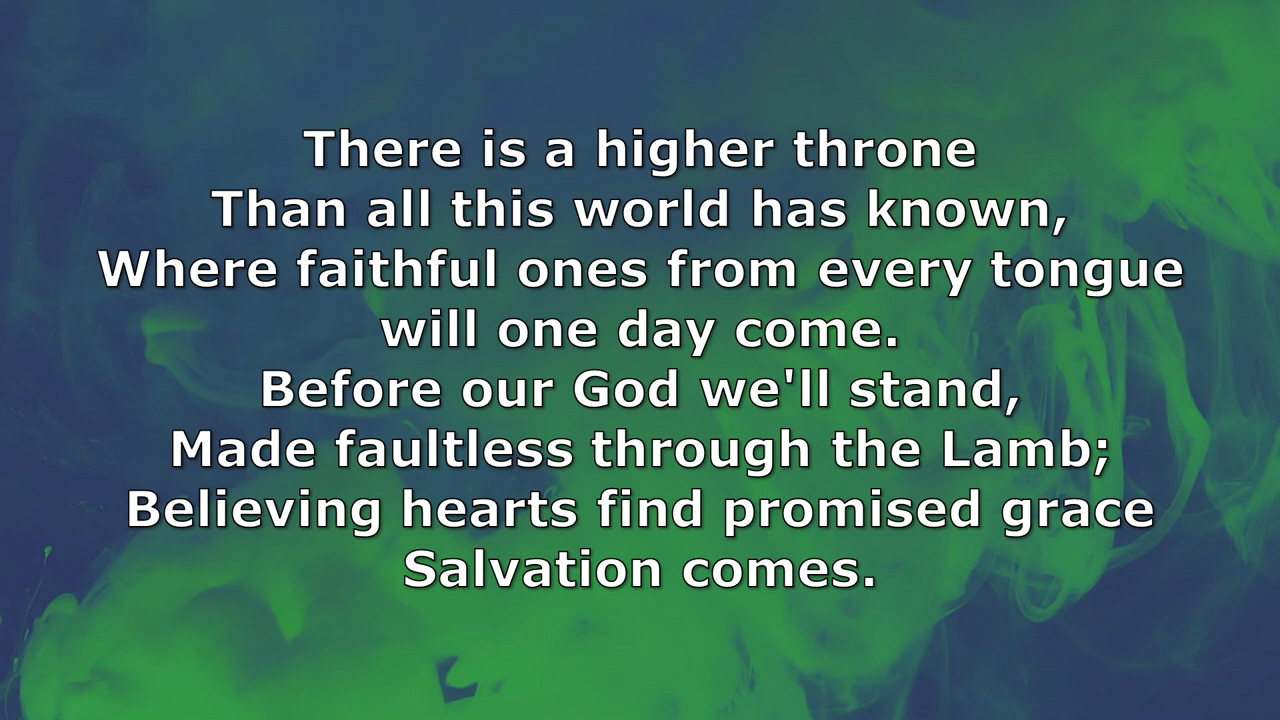 There is a higher throne
Than all this world has known,
Where faithful ones from every tongue
will one day come.
Before our God we'll stand,
Made faultless through the Lamb;
Believing hearts find promised grace
Salvation comes.